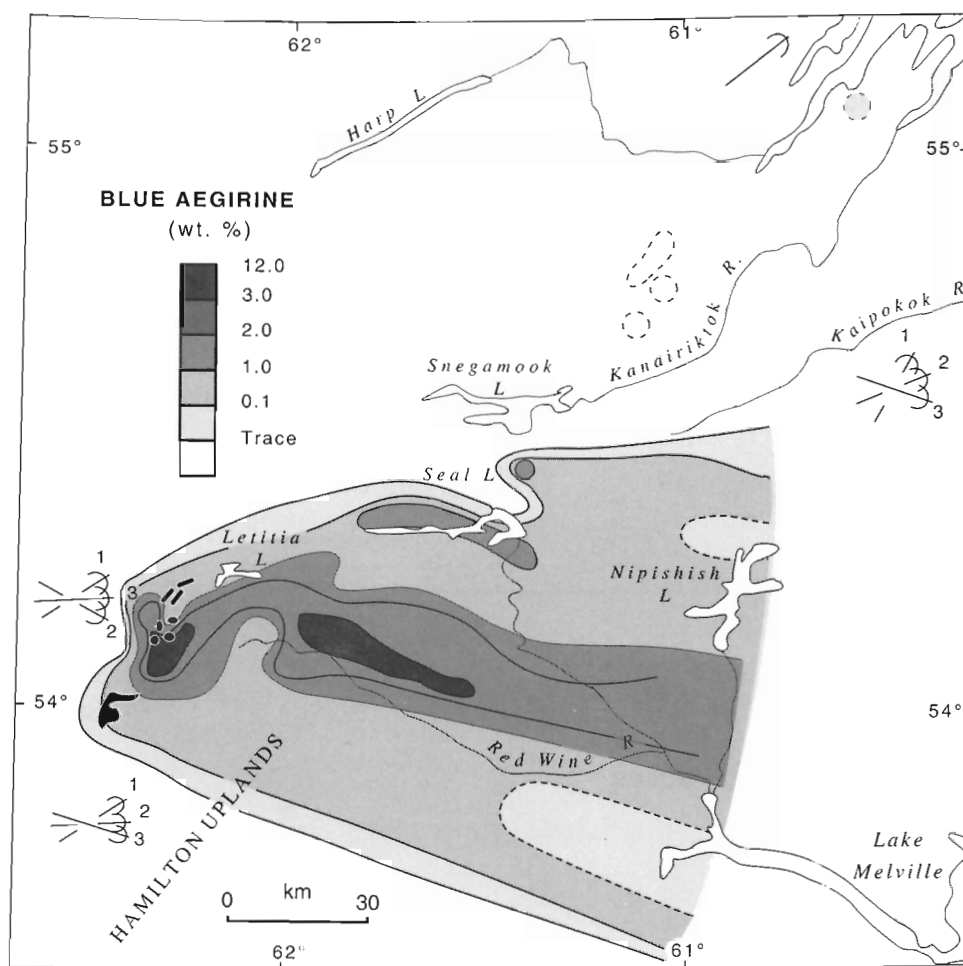 62°
61°
Harp L
55°
55°
BLUE AEGIRINE
(wt. %)
12.0
3.0
2.0
1.0
0.1
Trace
Kanairiktok R.
Kaipokok R
1
2
3
Snegamook
L
Seal L
Letitia
L
1
3
2
Nipishish
L
54°
54°
R
Red Wine
HAMILTON UPLANDS
1
2
3
Lake
Melville
km
0
30
62°
61°